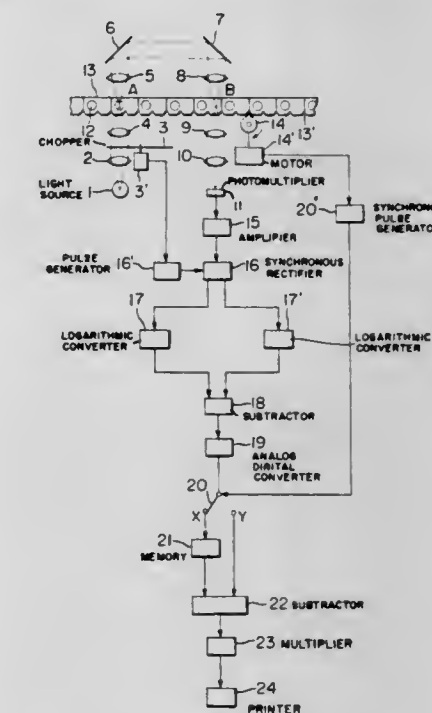 6
7
5
8
13
A
B
12
4
9
14
13'
CHOPPER
3
14'
MOTOR
2
10
3'
LIGHT
SOURCE
1
PHOTOMULTIPLIER
11
20"
SYNCHRONO
PULSE
GENERATO
15
AMPLIFIER
PULSE
GENERATOR
16'
16
SYNCHRONOUS
RECTIFIER
17
17'
LOGARITHMIC
CONVERTER
LOGARITHMIC
CONVERTER
18
SUBTRACTOR
19
ANALOG
DIGITAL
CONVERTER
20
X
Y
21
MEMORY
22 SUBTRACTOR
23 MULTIPLIER
24
PRINTER